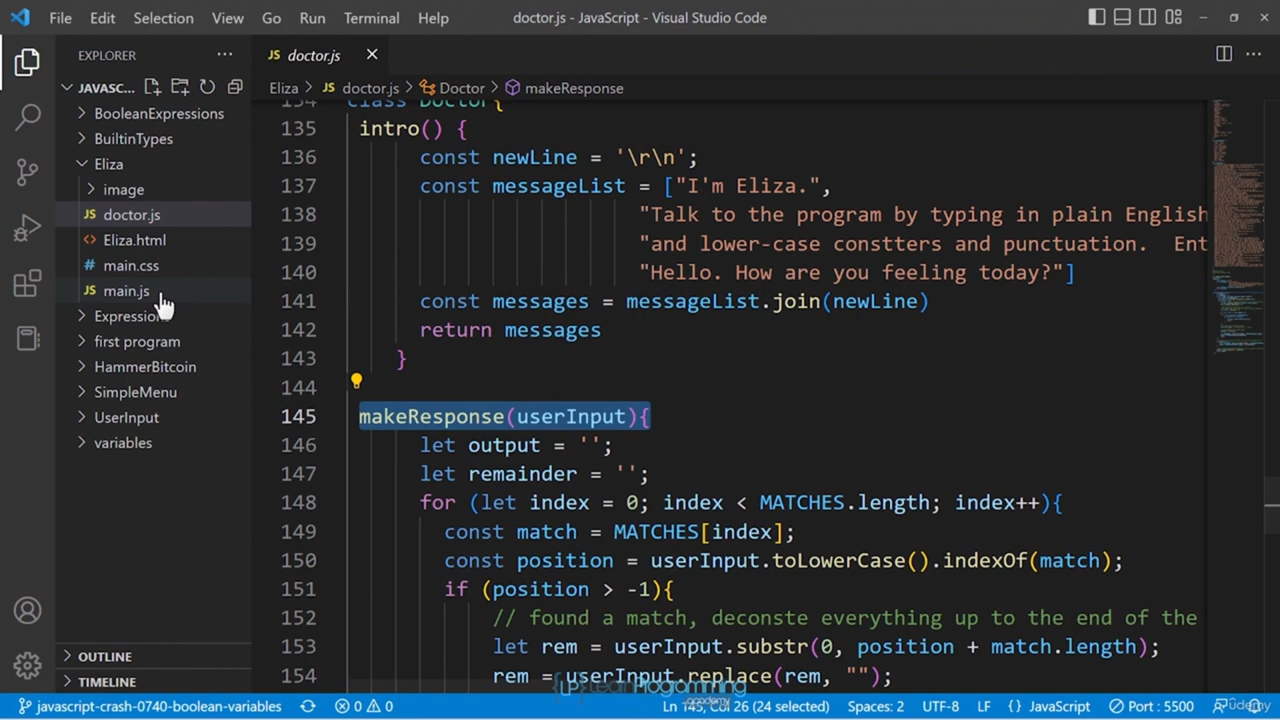 File Edit Selection View Go Run Terminal Help doctor.js - JavaScript - Visual Studio Code
EXPLORER
JAVASC...
BooleanExpressions
BuiltinTypes
Eliza
image
JS doctor.js
<> Eliza.html
# main.css
JS main.js
Expression
first program
HammerBitcoin
SimpleMenu
UserInput
variables
OUTLINE
TIMELINE
JS doctor.js
Eliza > JS doctor.js > Doctor > makeResponse
134 class Doctor{
135 intro() {
136 const newLine = '\r\n';
137 const messageList = ["I'm Eliza.",
138 "Talk to the program by typing in plain English
139 "and lower-case constters and punctuation. Ent
140 "Hello. How are you feeling today?"]
141 const messages = messageList.join(newLine)
142 return messages
143 }
144
145 makeResponse(userInput){
146 let output = '';
147 let remainder = '';
148 for (let index = 0; index < MATCHES.length; index++){
149 const match = MATCHES[index];
150 const position = userInput.toLowerCase().indexOf(match);
151 if (position > -1){
152 // found a match, deconste everything up to the end of the
153 let rem = userInput.substr(0, position + match.length);
154 rem = userInput.replace(rem, "");
{LP} LearnProgramming academy
javascript-crash-0740-boolean-variables 0 0 Ln 145, Col 26 (24 selected) Spaces: 2 UTF-8 LF {} JavaScript Port : 5500
udemy